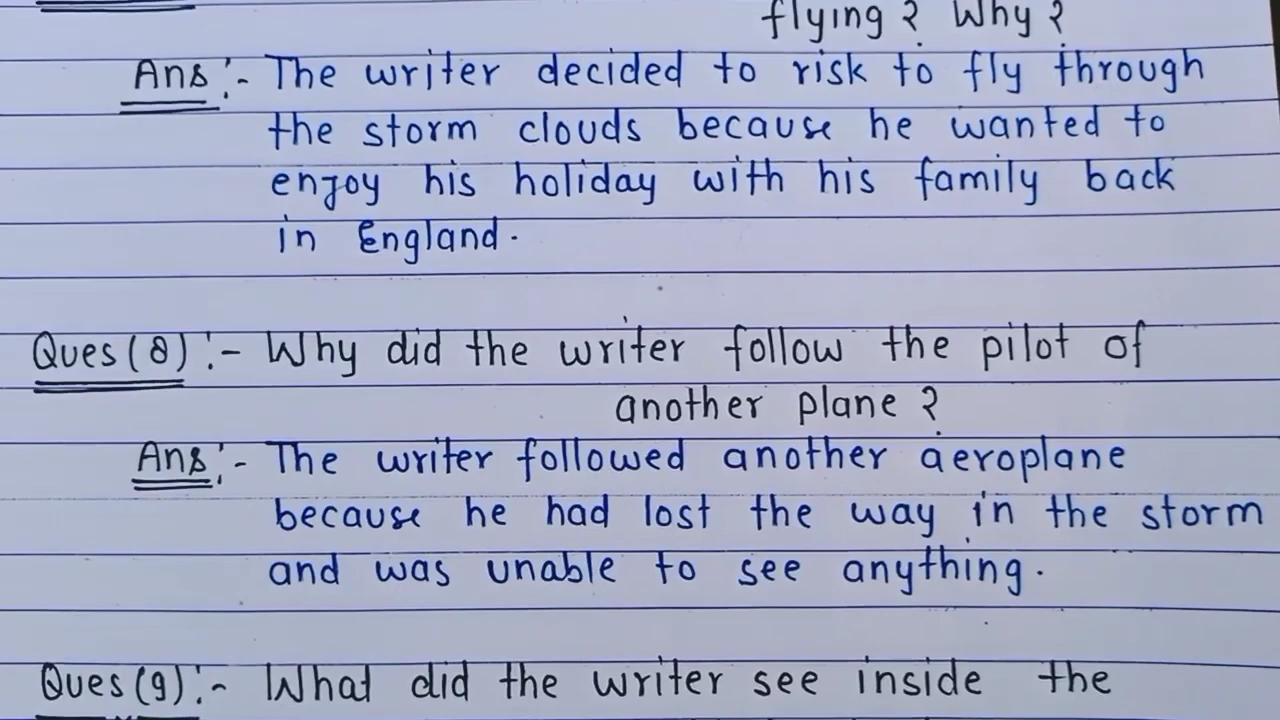 flying ? Why ?
Ans :- The writer decided to risk to fly through
the storm clouds because he wanted to
enjoy his holiday with his family back
in England.
Ques (8) :- Why did the writer follow the pilot of
another plane ?
Ans :- The writer followed another aeroplane
because he had lost the way in the storm
and was unable to see anything.
Ques (9) :- What did the writer see inside the